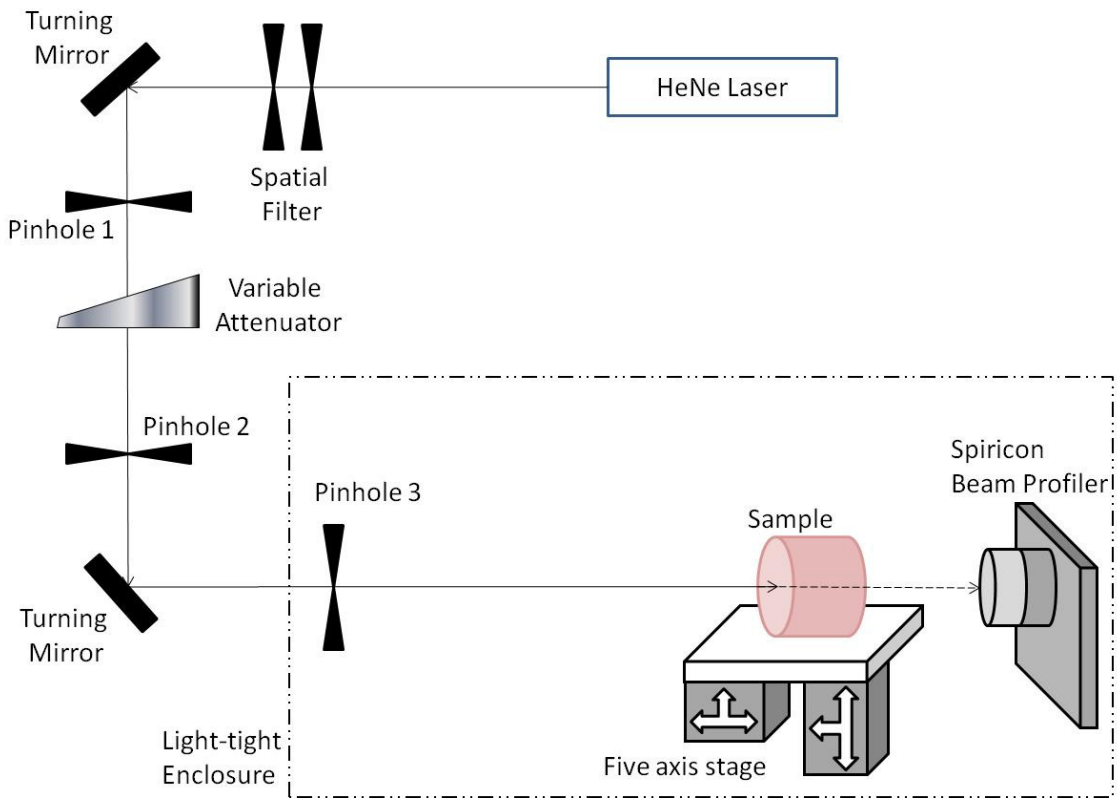 Turning
Mirror
HeNe Laser
Spatial
Filter
Pinhole 1
Variable
Attenuator
Pinhole 2
Pinhole 3
Spiricon
Beam Profiler
Sample
Turning
Mirror
Light-tight
Enclosure
Five axis stage